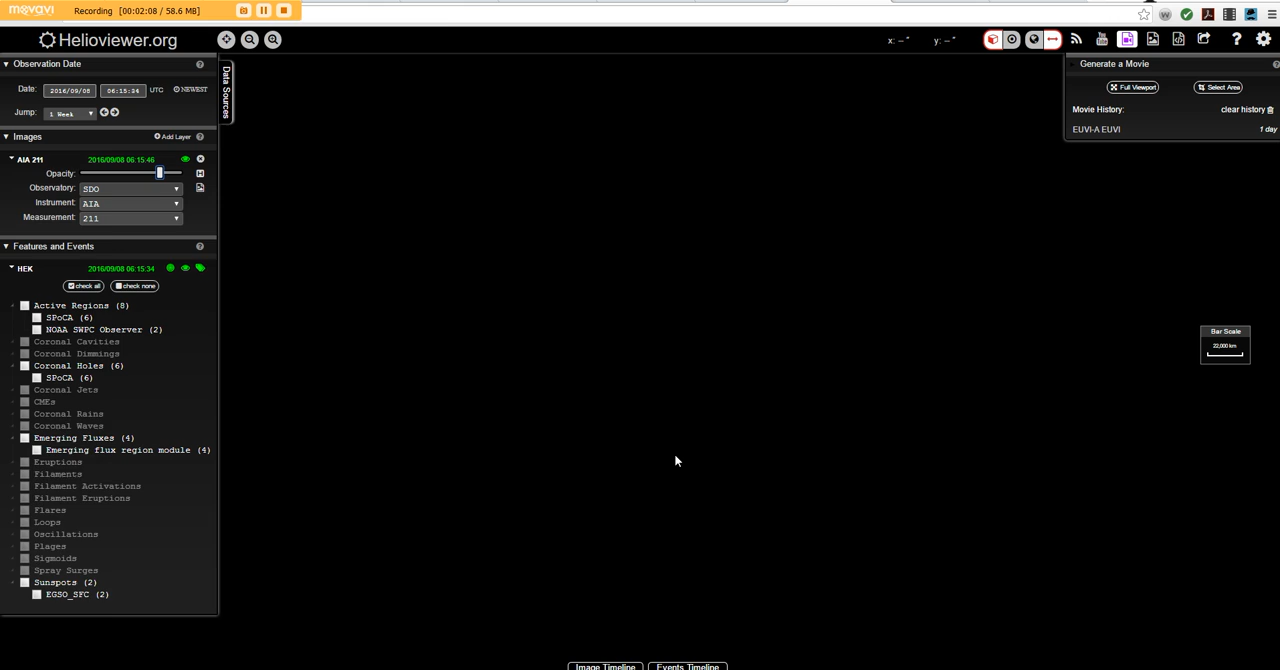 movavi
Recording [00:02:08 / 58.6 MB]
Helioviewer.org
x: – "
y: – "
Observation Date
Date: 2016/09/08 06:15:34 UTC NEWEST
Jump: 1 Week
Data Sources
Images
Add Layer
AIA 211 2016/09/08 06:15:46
Opacity:
Observatory: SDO
Instrument: AIA
Measurement: 211
Features and Events
HEK 2016/09/08 06:15:34
check all check none
Active Regions (8)
SPoCA (6)
NOAA SWPC Observer (2)
Coronal Cavities
Coronal Dimmings
Coronal Holes (6)
SPoCA (6)
Coronal Jets
CMEs
Coronal Rains
Coronal Waves
Emerging Fluxes (4)
Emerging flux region module (4)
Eruptions
Filaments
Filament Activations
Filament Eruptions
Flares
Loops
Oscillations
Plages
Sigmoids
Spray Surges
Sunspots (2)
EGSO_SFC (2)
Generate a Movie
Full Viewport Select Area
Movie History: clear history
EUVI-A EUVI 1 day
Bar Scale
22,000 km
Image Timeline Events Timeline